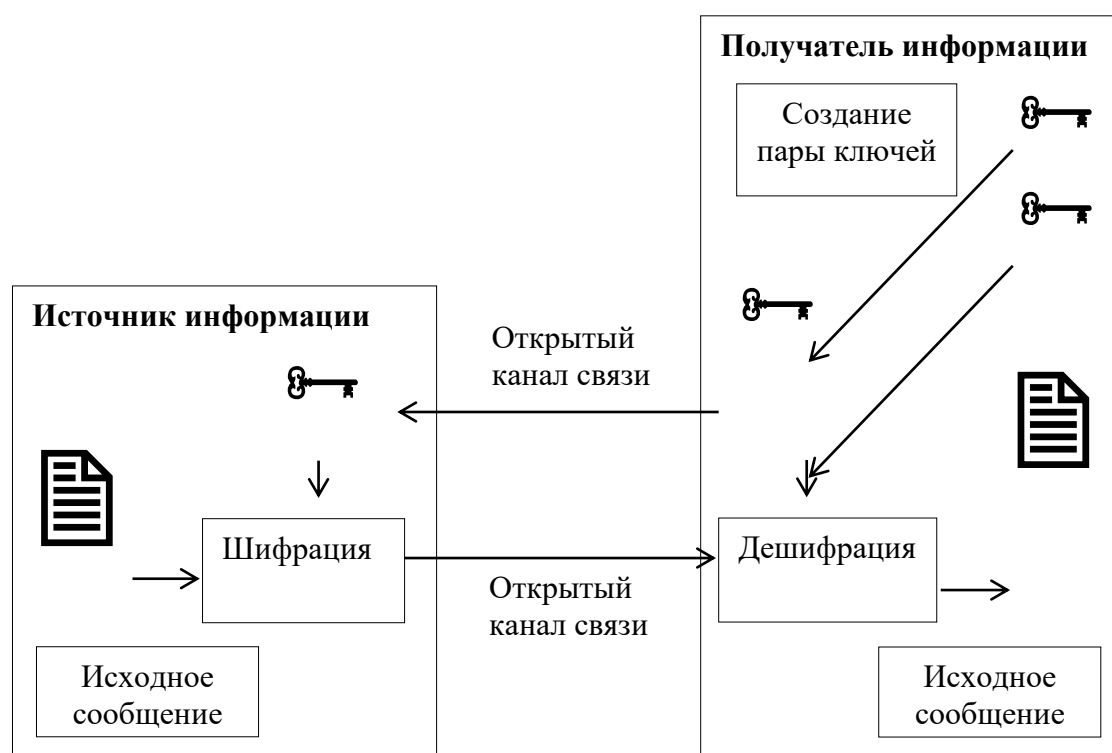 Получатель информации
Создание
пары ключей
Источник информации
Открытый
канал связи
Шифрация
Дешифрация
Открытый
канал связи
Исходное
сообщение
Исходное
сообщение